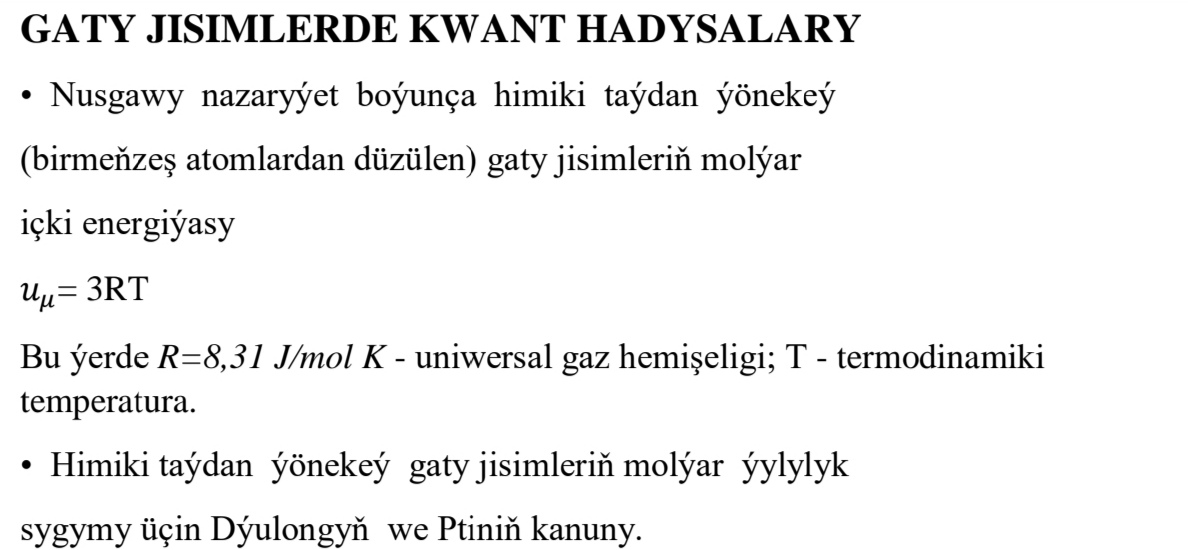 GATY JISIMLERDE KWANT HADYSALARY
• Nusgawy nazaryýet boýunça himiki taýdan ýönekeý
(birmeňzeş atomlardan düzülen) gaty jisimleriň molýar
içki energiýasy
𝑢𝜇= 3RT
Bu ýerde R=8,31 J/mol K - uniwersal gaz hemişeligi; T - termodinamiki
temperatura.
• Himiki taýdan ýönekeý gaty jisimleriň molýar ýylylyk
sygymy üçin Dýulongyň we Ptiniň kanuny.